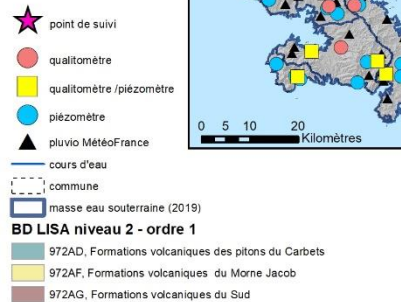 point de suivi
qualitomètre
qualitomètre /piézomètre
piézomètre
pluvio MétéoFrance
cours d'eau
commune
masse eau souterraine (2019)
BD LISA niveau 2 - ordre 1
972AD, Formations volcaniques des pitons du Carbets
972AF, Formations volcaniques du Morne Jacob
972AG, Formations volcaniques du Sud
0 5 10 20
Kilomètres